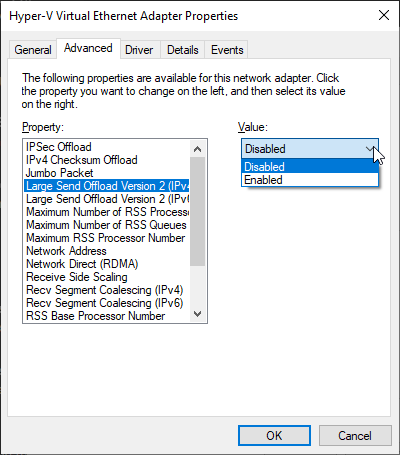 Hyper-V Virtual Ethernet Adapter Properties
General Advanced Driver Details Events
The following properties are available for this network adapter. Click
the property you want to change on the left, and then select its value
on the right.
Property:
IPSec Offload
IPv4 Checksum Offload
Jumbo Packet
Large Send Offload Version 2 (IPv4
Large Send Offload Version 2 (IPv6
Maximum Number of RSS Processo
Maximum Number of RSS Queues
Maximum RSS Processor Number
Network Address
Network Direct (RDMA)
Receive Side Scaling
Recv Segment Coalescing (IPv4)
Recv Segment Coalescing (IPv6)
RSS Base Processor Number
Value:
Disabled
Disabled
Enabled
OK Cancel